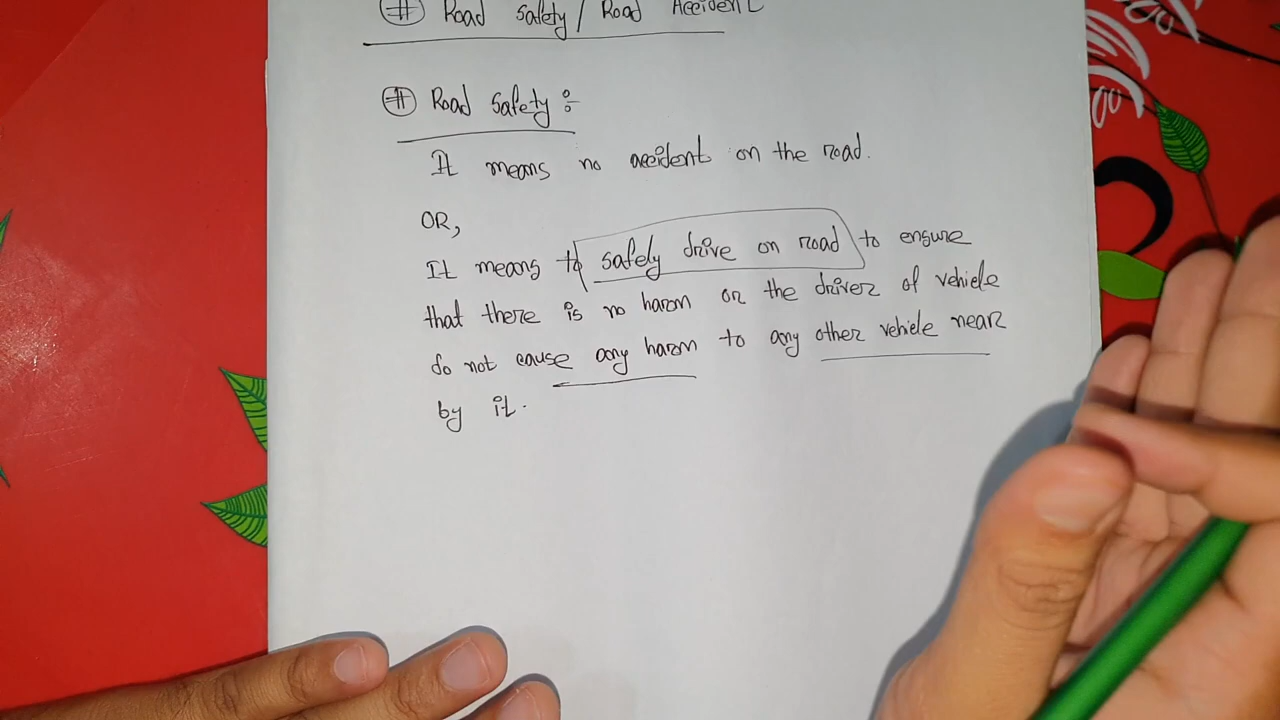 # Road Safety / Road Accident
# Road Safety :-
It means no accident on the road.
OR,
It means to safely drive on road to ensure
that there is no harm or the driver of vehicle
do not cause any harm to any other vehicle near
by it.